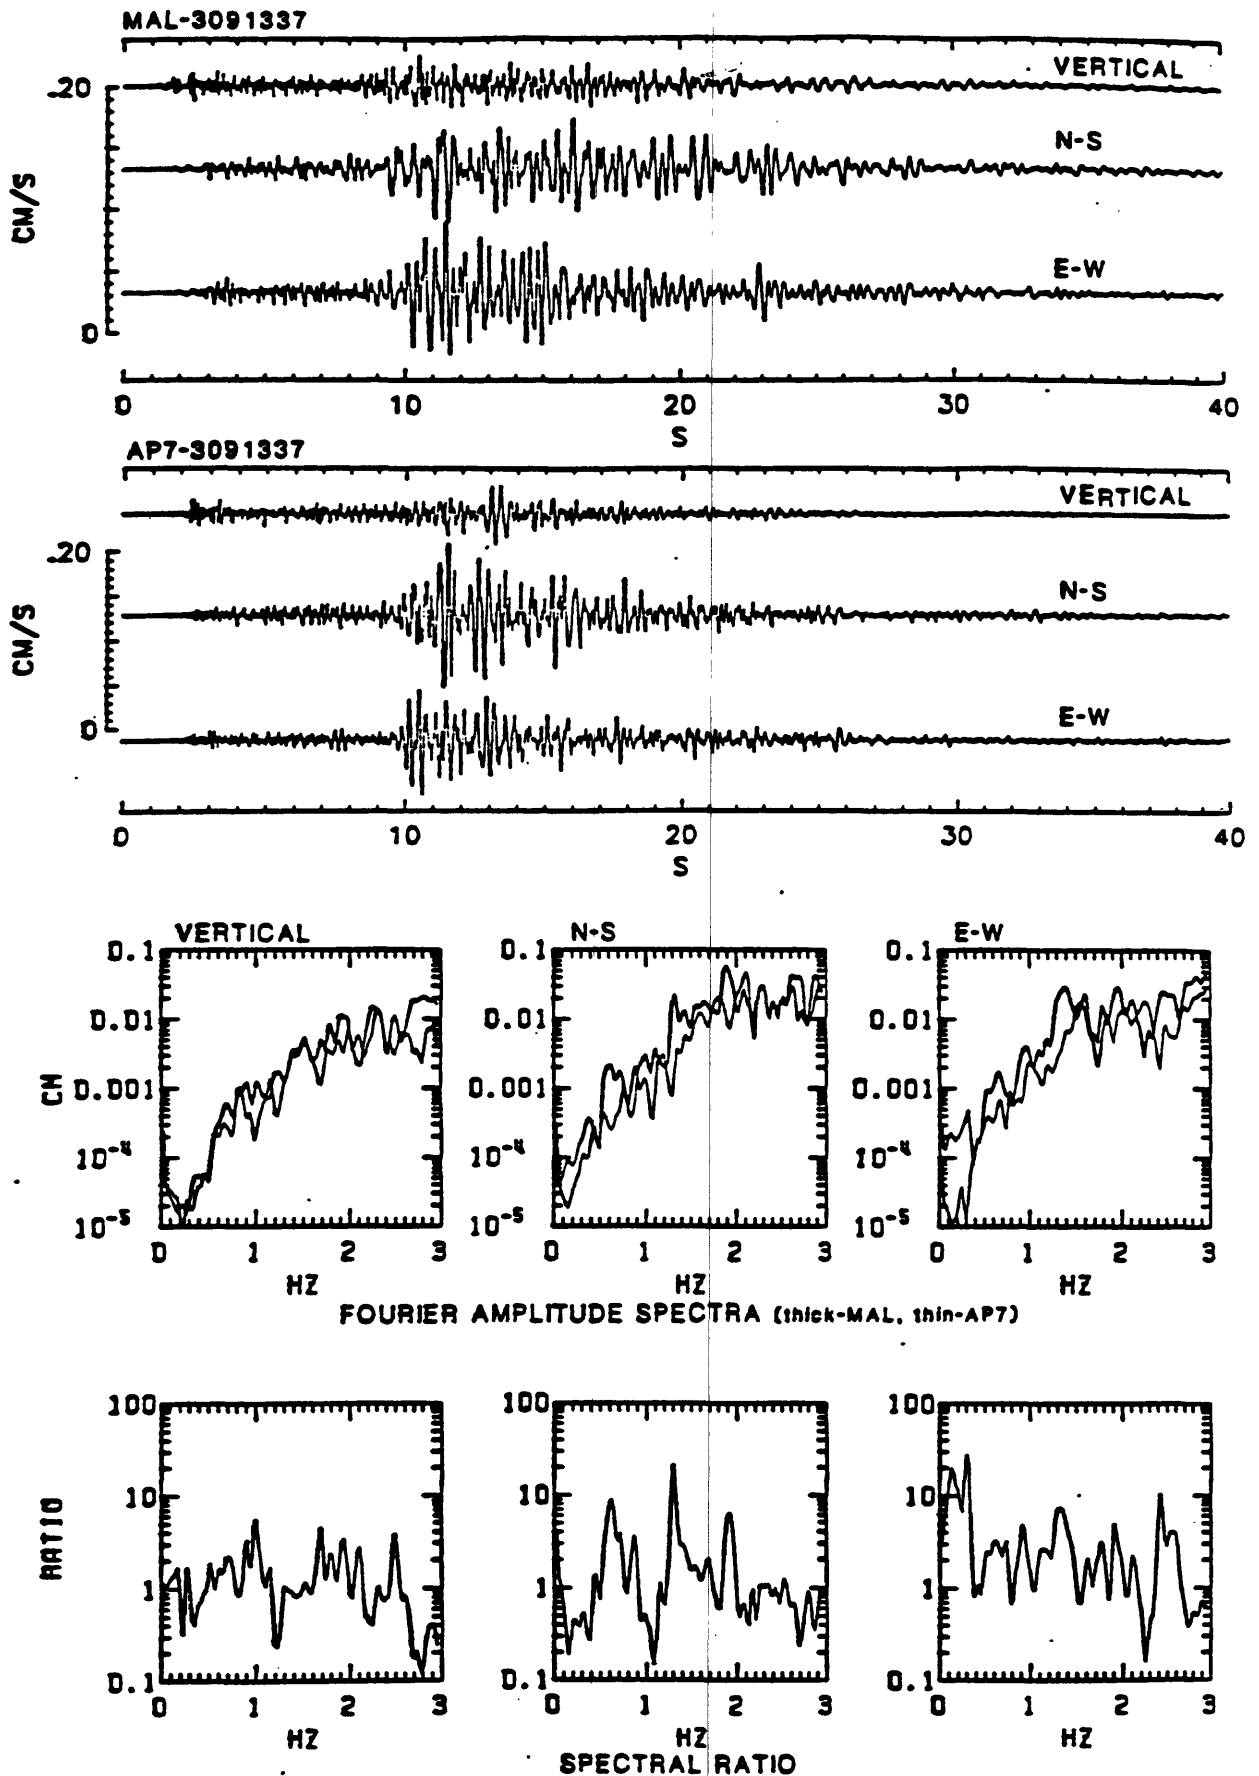 MAL-3091337
VERTICAL
.20
N-S
CM/S
E-W
0
0 10 20 30 40
S
AP7-3091337
VERTICAL
.20
N-S
CM/S
E-W
0
0 10 20 30 40
S
VERTICAL N-S E-W
0.1 0.1 0.1
0.01 0.01 0.01
CM 0.001 0.001 0.001
10⁻⁴ 10⁻⁴ 10⁻⁴
10⁻⁵ 10⁻⁵ 10⁻⁵
0 1 2 3 0 1 2 3 0 1 2 3
HZ HZ HZ
FOURIER AMPLITUDE SPECTRA (thick-MAL, thin-AP7)
100 100 100
10 10 10
RATIO
1 1 1
0.1 0.1 0.1
0 1 2 3 0 1 2 3 0 1 2 3
HZ HZ HZ
SPECTRAL RATIO